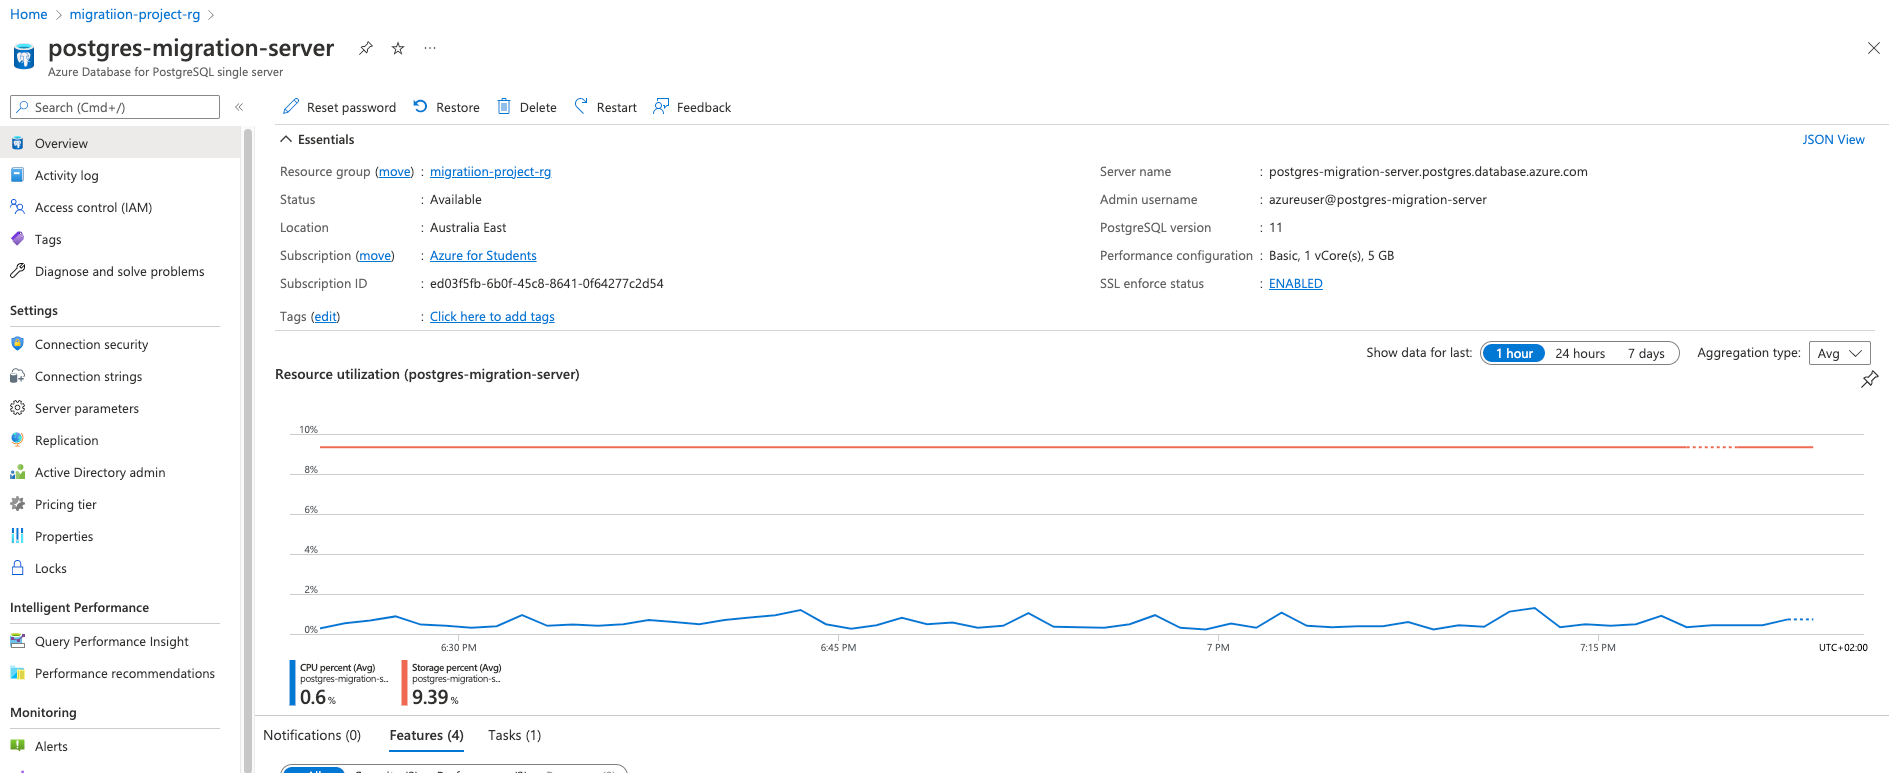 Home > migratiion-project-rg >
postgres-migration-server
Azure Database for PostgreSQL single server
Search (Cmd+/)
«
Overview
Activity log
Access control (IAM)
Tags
Diagnose and solve problems
Settings
Connection security
Connection strings
Server parameters
Replication
Active Directory admin
Pricing tier
Properties
Locks
Intelligent Performance
Query Performance Insight
Performance recommendations
Monitoring
Alerts
Reset password Restore Delete Restart Feedback
Essentials JSON View
Resource group (move) : migratiion-project-rg
Status : Available
Location : Australia East
Subscription (move) : Azure for Students
Subscription ID : ed03f5fb-6b0f-45c8-8641-0f64277c2d54
Tags (edit) : Click here to add tags
Server name : postgres-migration-server.postgres.database.azure.com
Admin username : azureuser@postgres-migration-server
PostgreSQL version : 11
Performance configuration : Basic, 1 vCore(s), 5 GB
SSL enforce status : ENABLED
Show data for last: 1 hour 24 hours 7 days Aggregation type: Avg
Resource utilization (postgres-migration-server)
10%
8%
6%
4%
2%
0%
6:30 PM 6:45 PM 7 PM 7:15 PM UTC+02:00
CPU percent (Avg)
postgres-migration-s..
0.6 %
Storage percent (Avg)
postgres-migration-s..
9.39 %
Notifications (0) Features (4) Tasks (1)